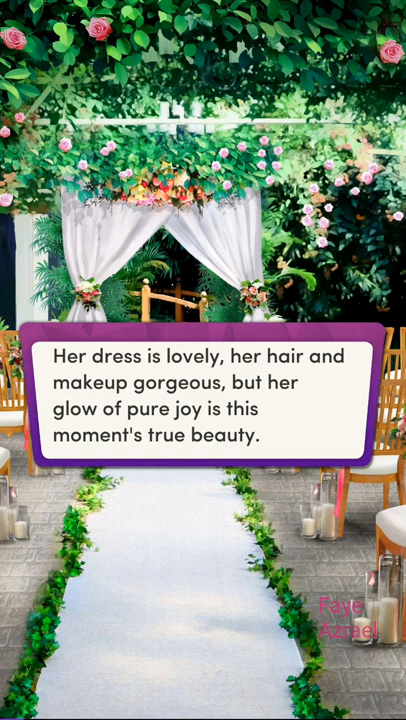 Her dress is lovely, her hair and
makeup gorgeous, but her
glow of pure joy is this
moment's true beauty.
Faye
Azrael